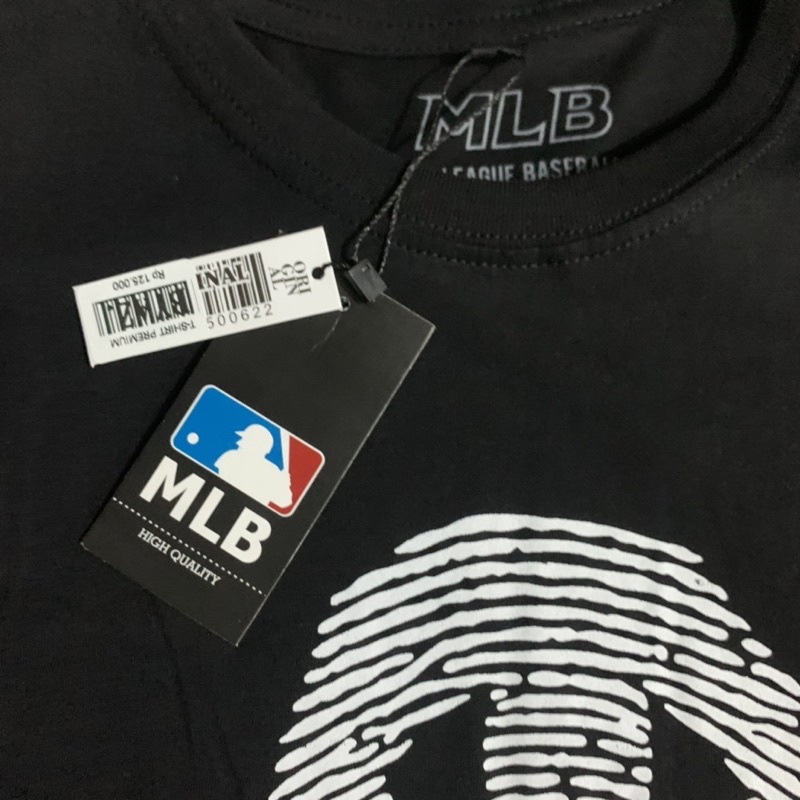 MLB
LEAGUE BASEBAL
ORI
GIN
AL
INAL
500622
T-SHIRT PREMIUM
Rp 125.000
MLB
HIGH QUALITY